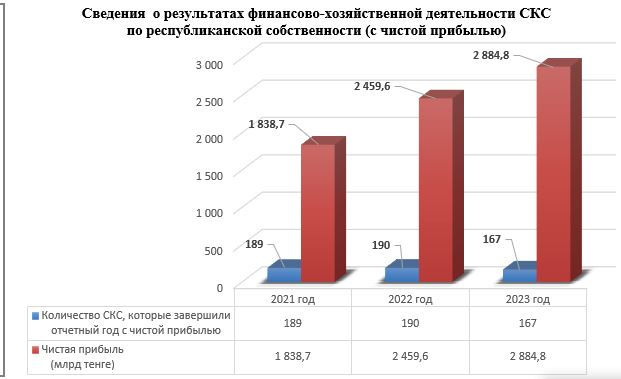 Сведения о результатах финансово-хозяйственной деятельности СКС
по республиканской собственности (с чистой прибылью)
3 000
2 500
2 000
1 500
1 000
500
0
1 838,7
2 459,6
2 884,8
189
190
167
2021 год 2022 год 2023 год
Количество СКС, которые завершили
отчетный год с чистой прибылью 189 190 167
Чистая прибыль
(млрд тенге) 1 838,7 2 459,6 2 884,8